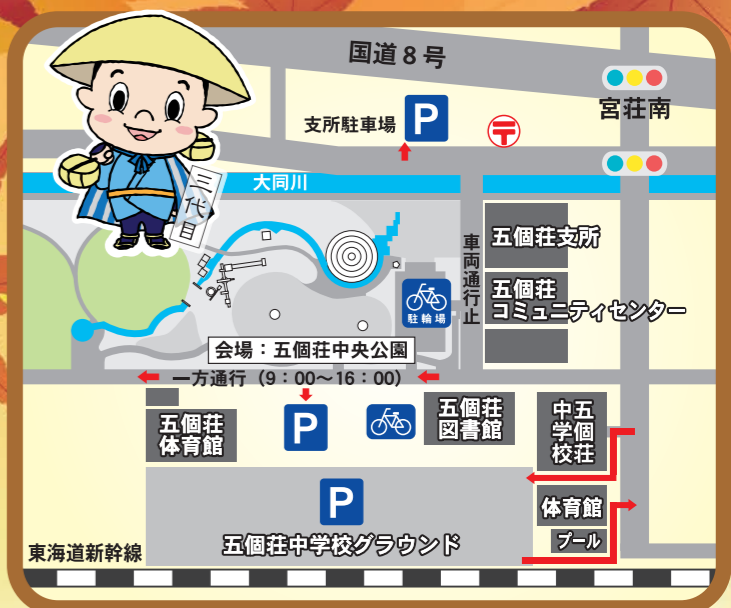 国道８号
宮荘南
支所駐車場
P
〒
三代目
大同川
車両通行止
五個荘支所
五個荘
コミュニティセンター
駐輪場
会場：五個荘中央公園
一方通行（9：00〜16：00）
五個荘
体育館
P
五個荘
図書館
五個荘
中学校
体育館
プール
P
五個荘中学校グラウンド
東海道新幹線